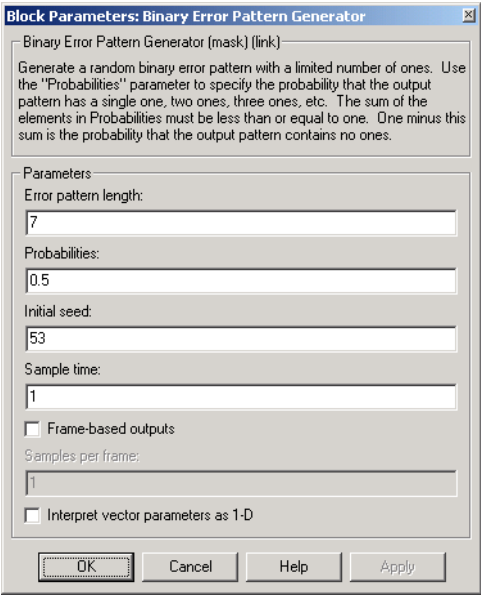 Block Parameters: Binary Error Pattern Generator
Binary Error Pattern Generator (mask) (link)
Generate a random binary error pattern with a limited number of ones. Use
the "Probabilities" parameter to specify the probability that the output
pattern has a single one, two ones, three ones, etc. The sum of the
elements in Probabilities must be less than or equal to one. One minus this
sum is the probability that the output pattern contains no ones.
Parameters
Error pattern length:
7
Probabilities:
0.5
Initial seed:
53
Sample time:
1
Frame-based outputs
Samples per frame:
1
Interpret vector parameters as 1-D
OK Cancel Help Apply